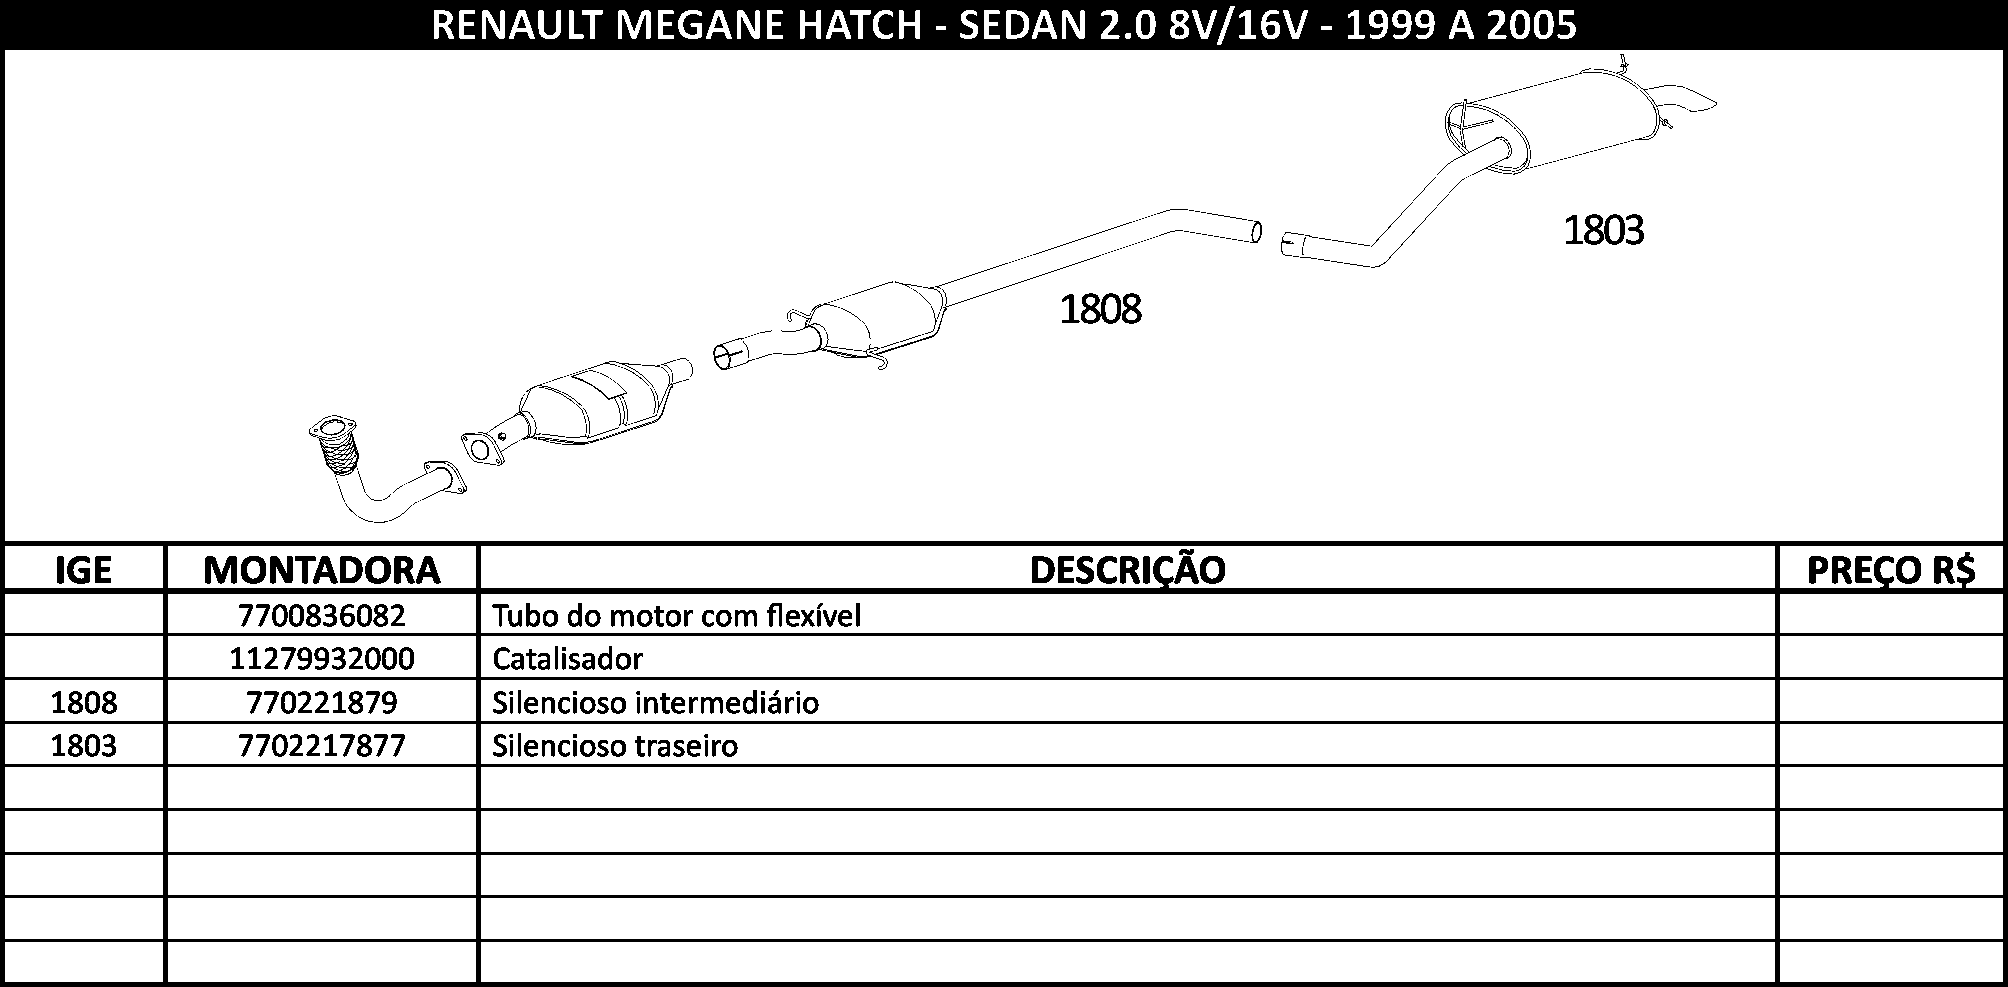 RENAULT MEGANE HATCH - SEDAN 2.0 8V/16V - 1999 A 2005
1803
1808
IGE MONTADORA DESCRIÇÃO PREÇO R$
7700836082 Tubo do motor com flexível
11279932000 Catalisador
1808 770221879 Silencioso intermediário
1803 7702217877 Silencioso traseiro